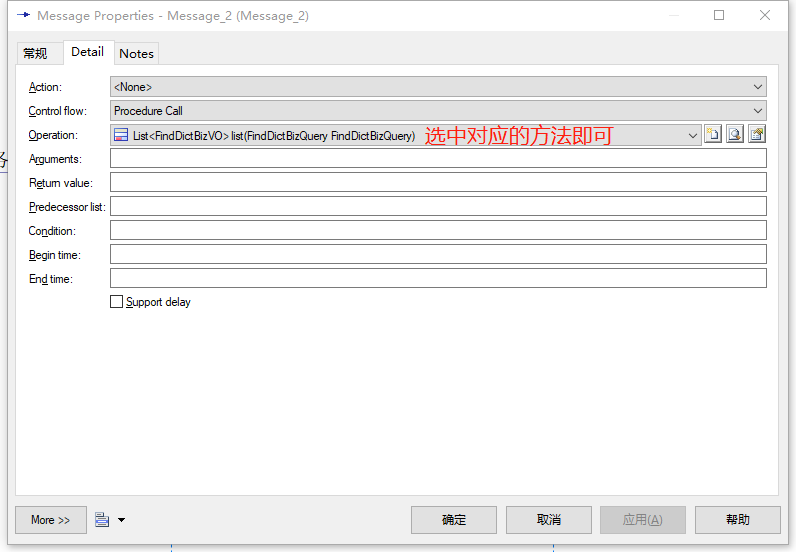 Message Properties - Message_2 (Message_2)
常规 Detail Notes
Action: <None>
Control flow: Procedure Call
Operation: List<FindDictBizVO> list(FindDictBizQuery FindDictBizQuery) 选中对应的方法即可
Arguments:
Return value:
Predecessor list:
Condition:
Begin time:
End time:
Support delay
More >> 确定 取消 应用(A) 帮助